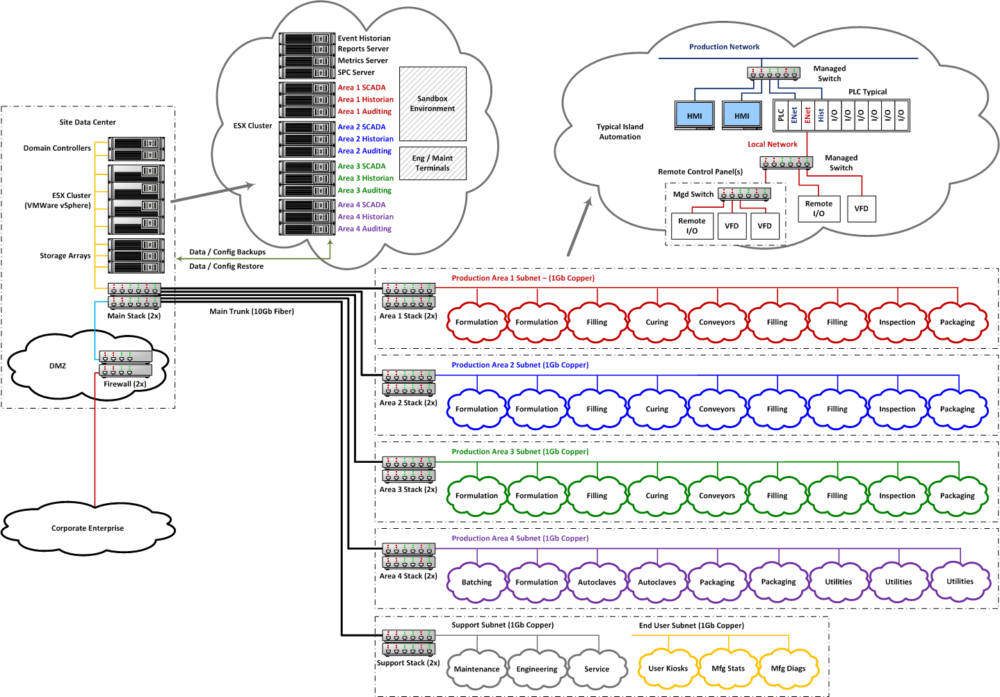 Event Historian
Reports Server
Metrics Server
SPC Server
Area 1 SCADA
Area 1 Historian
Area 1 Auditing
ESX Cluster
Area 2 SCADA
Area 2 Historian
Area 2 Auditing
Area 3 SCADA
Area 3 Historian
Area 3 Auditing
Area 4 SCADA
Area 4 Historian
Area 4 Auditing
Sandbox
Environment
Eng / Maint
Terminals
Production Network
Managed
Switch
PLC Typical
HMI
HMI
PLC
ENet
ENet
Hist
I/O
I/O
I/O
I/O
I/O
I/O
Typical Island
Automation
Local Network
Managed
Switch
Remote Control Panel(s)
Mgd Switch
Remote
I/O
VFD
VFD
Remote
I/O
VFD
Site Data Center
Domain Controllers
ESX Cluster
(VMWare vSphere)
Storage Arrays
Data / Config Backups
Data / Config Restore
Main Stack (2x)
Main Trunk (10Gb Fiber)
DMZ
Firewall (2x)
Corporate Enterprise
Production Area 1 Subnet – (1Gb Copper)
Area 1 Stack (2x)
Formulation
Formulation
Filling
Curing
Conveyors
Filling
Filling
Inspection
Packaging
Production Area 2 Subnet (1Gb Copper)
Area 2 Stack (2x)
Formulation
Formulation
Filling
Curing
Conveyors
Filling
Filling
Inspection
Packaging
Production Area 3 Subnet (1Gb Copper)
Area 3 Stack (2x)
Formulation
Formulation
Filling
Curing
Conveyors
Filling
Filling
Inspection
Packaging
Production Area 4 Subnet (1Gb Copper)
Area 4 Stack (2x)
Batching
Formulation
Autoclaves
Autoclaves
Packaging
Packaging
Utilities
Utilities
Utilities
Support Subnet (1Gb Copper)
Support Stack (2x)
Maintenance
Engineering
Service
End User Subnet (1Gb Copper)
User Kiosks
Mfg Stats
Mfg Diags